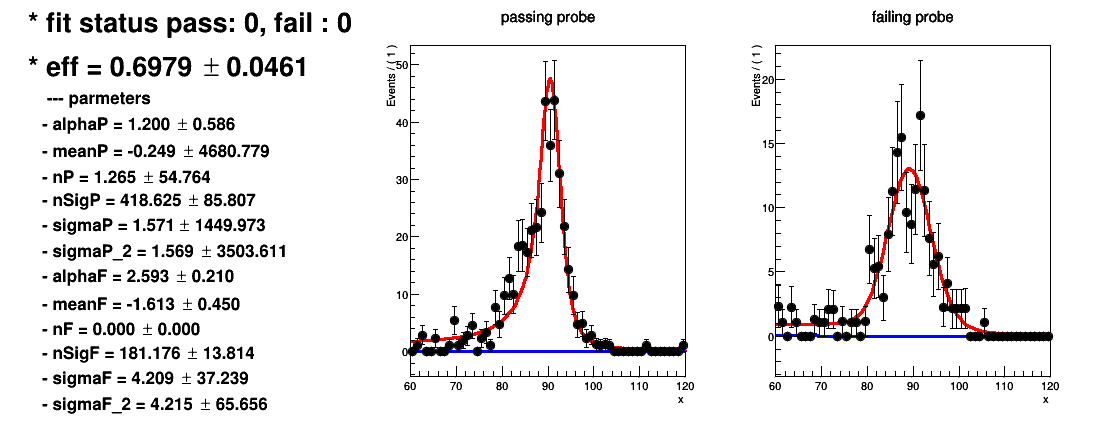 * fit status pass: 0, fail : 0
* eff = 0.6979 ± 0.0461
--- parmeters
- alphaP = 1.200 ± 0.586
- meanP = -0.249 ± 4680.779
- nP = 1.265 ± 54.764
- nSigP = 418.625 ± 85.807
- sigmaP = 1.571 ± 1449.973
- sigmaP_2 = 1.569 ± 3503.611
- alphaF = 2.593 ± 0.210
- meanF = -1.613 ± 0.450
- nF = 0.000 ± 0.000
- nSigF = 181.176 ± 13.814
- sigmaF = 4.209 ± 37.239
- sigmaF_2 = 4.215 ± 65.656
passing probe
Events / ( 1 )
50
40
30
20
10
0
60 70 80 90 100 110 120
x
failing probe
Events / ( 1 )
20
15
10
5
0
60 70 80 90 100 110 120
x